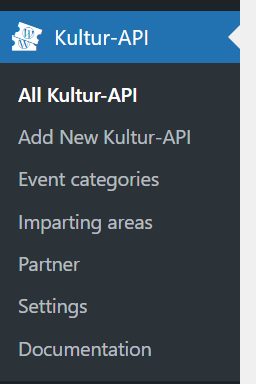 Kultur-API
All Kultur-API
Add New Kultur-API
Event categories
Imparting areas
Partner
Settings
Documentation